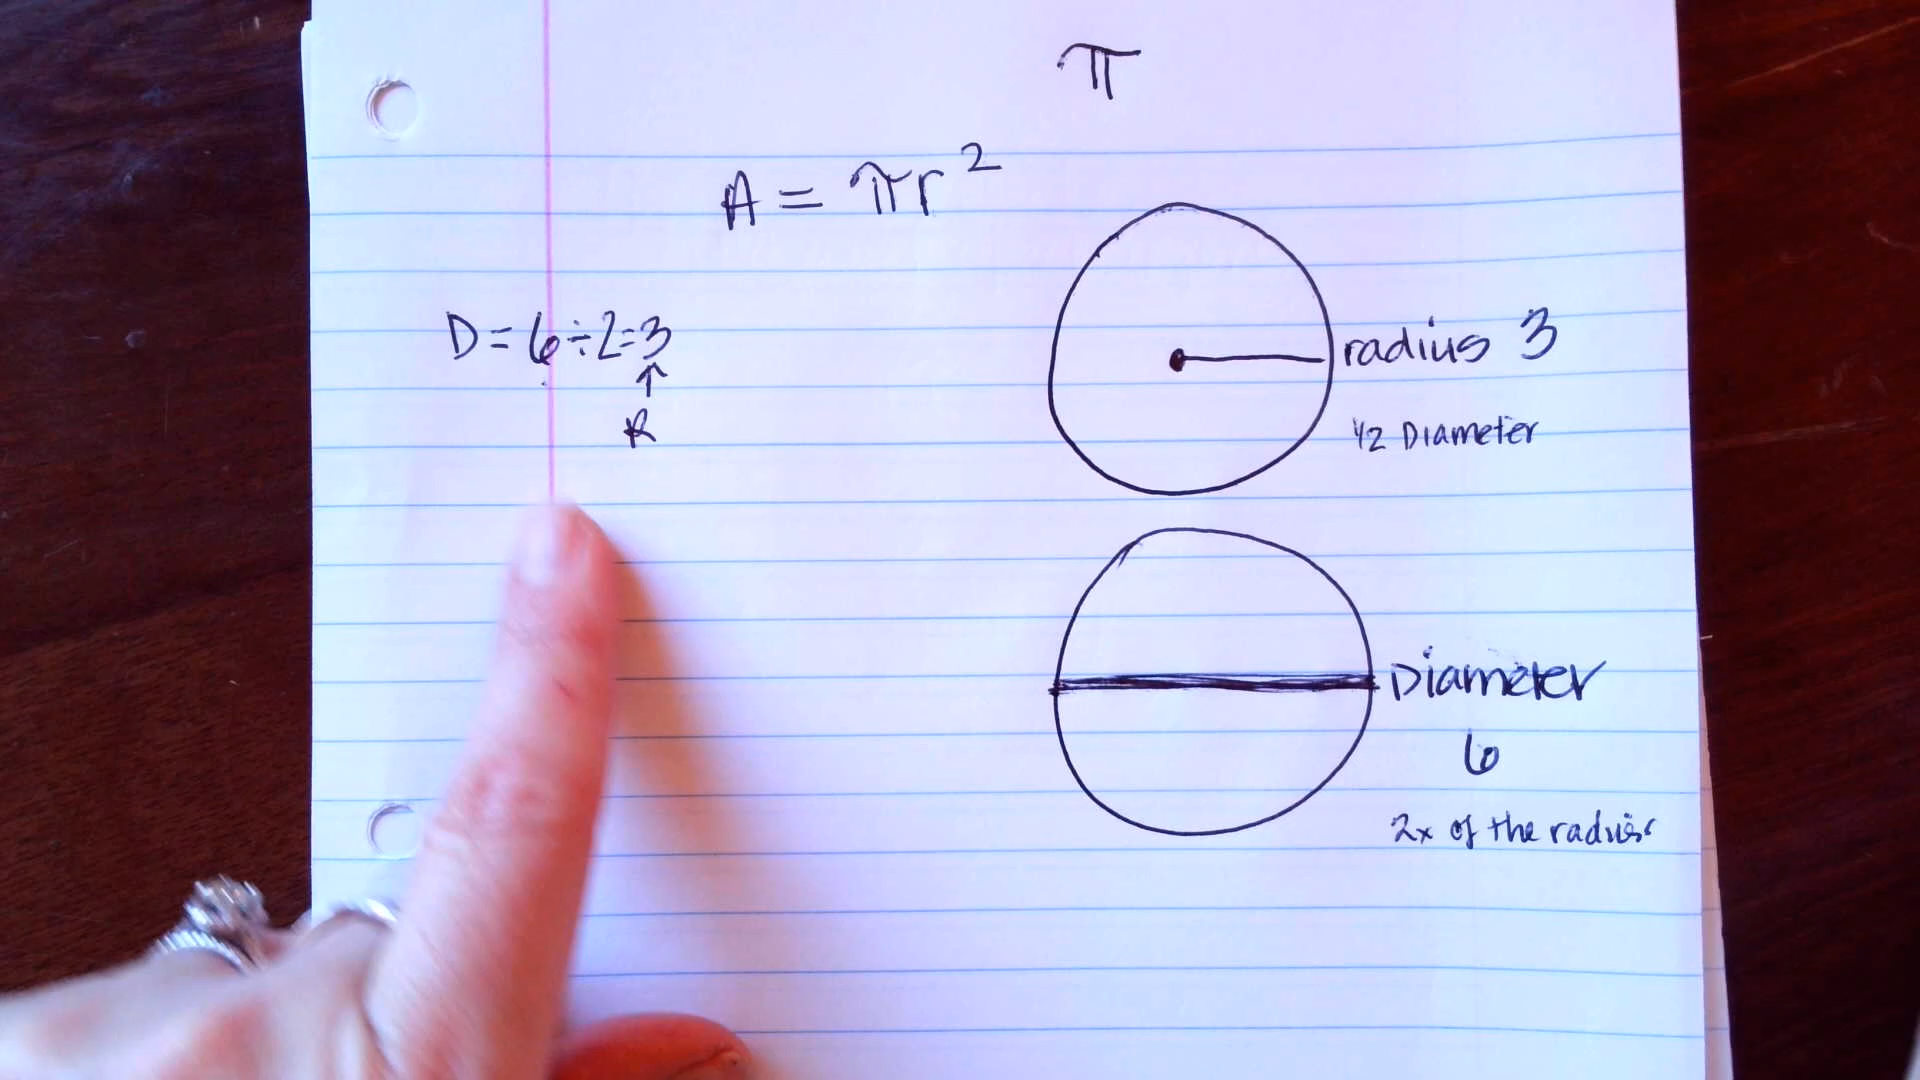 π
A = πr²
D = 6÷2=3
↑
R
radius 3
1/2 Diameter
Diameter
6
2x of the radius